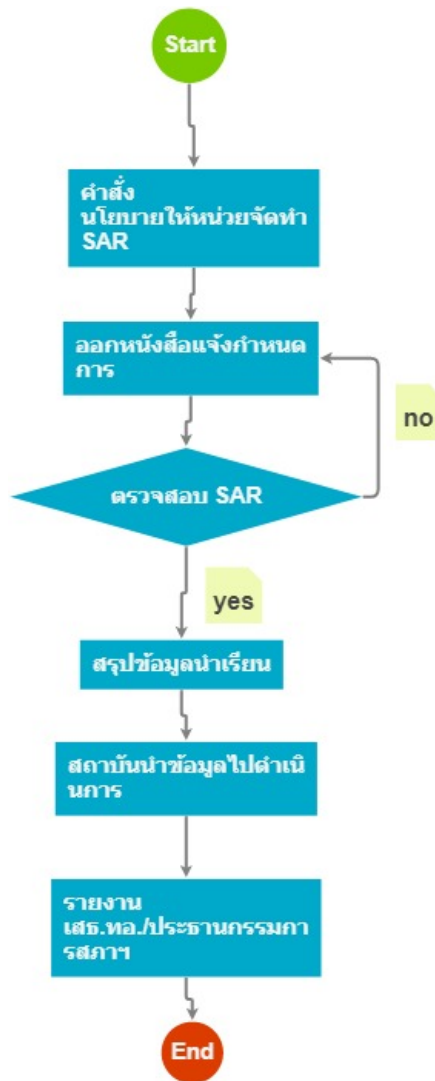 Start
คำสั่ง
นโยบายให้หน่วยจัดทำ
SAR
ออกหนังสือแจ้งกำหนด
การ
no
ตรวจสอบ SAR
yes
สรุปข้อมูลนำเรียน
สถาบันนำข้อมูลไปดำเนิ
นการ
รายงาน
เสธ.ทอ./ประธานกรรมกา
รสภาฯ
End